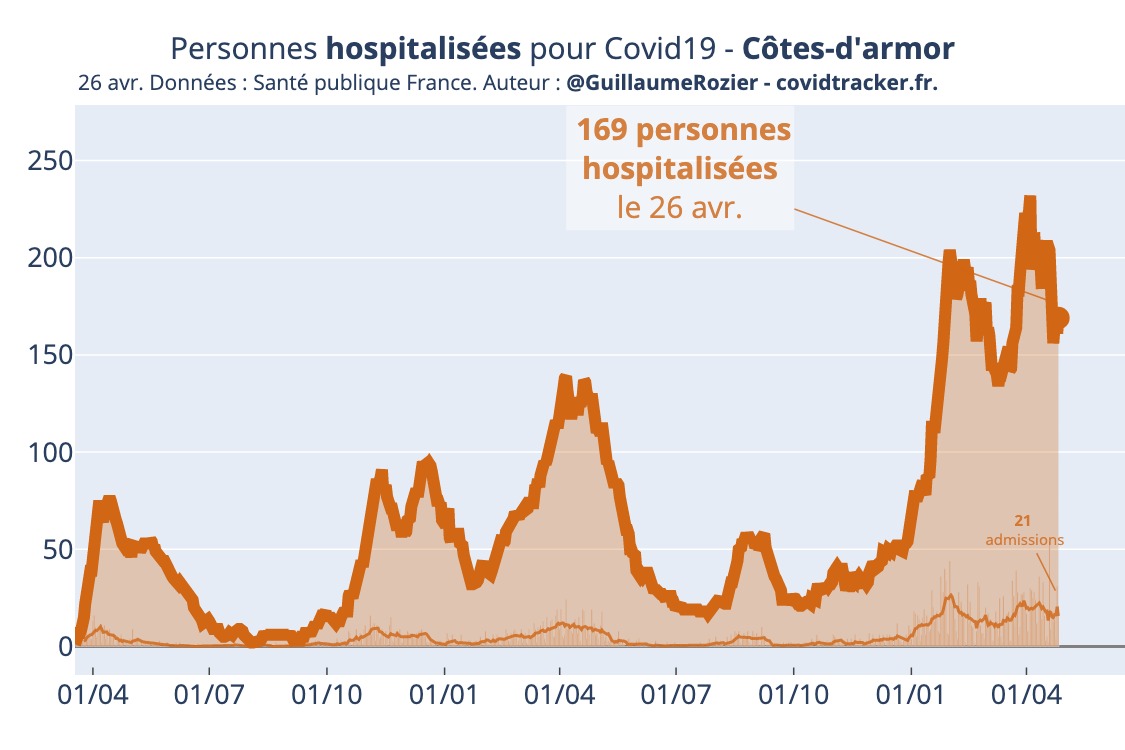 Personnes hospitalisées pour Covid19 - Côtes-d'armor
26 avr. Données : Santé publique France. Auteur : @GuillaumeRozier - covidtracker.fr.
169 personnes
hospitalisées
le 26 avr.
250
200
150
100
50
0
21
admissions
01/04 01/07 01/10 01/01 01/04 01/07 01/10 01/01 01/04